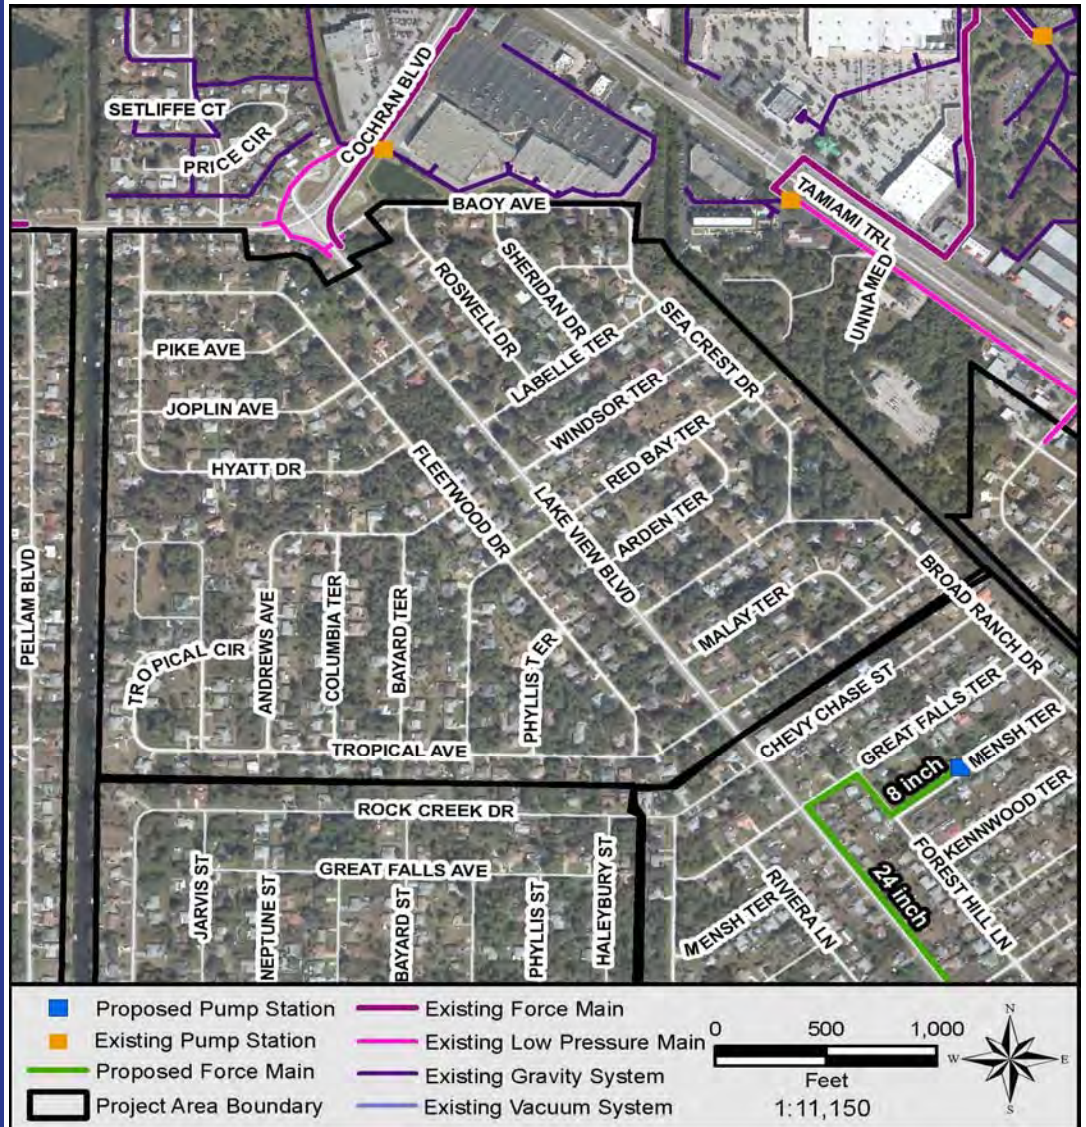 COCHRAN BLVD
SETLIFFE CT
PRICE CIR
BAOY AVE
TAMIAMI TRL
UNNAMED
ROSWELL DR
SHERIDAN DR
SEA CREST DR
PIKE AVE
LABELLE TER
WINDSOR TER
JOPLIN AVE
RED BAY TER
HYATT DR
FLEETWOOD DR
LAKE VIEW BLVD
ARDEN TER
BROAD RANCH DR
PELLAM BLVD
TROPICAL CIR
ANDREWS AVE
COLUMBIA TER
BAYARD TER
PHYLLIS TER
MALAY TER
CHEVY CHASE ST
GREAT FALLS TER
MENSH TER
TROPICAL AVE
8 inch
KENNWOOD TER
ROCK CREEK DR
GREAT FALLS AVE
JARVIS ST
NEPTUNE ST
BAYARD ST
PHYLLIS ST
HALEYBURY ST
MENSH TER
RIVIERA LN
24 inch
FOREST HILL LN
Proposed Pump Station
Existing Pump Station
Proposed Force Main
Project Area Boundary
Existing Force Main
Existing Low Pressure Main
Existing Gravity System
Existing Vacuum System
0 500 1,000
Feet
1:11,150
N
W E
S